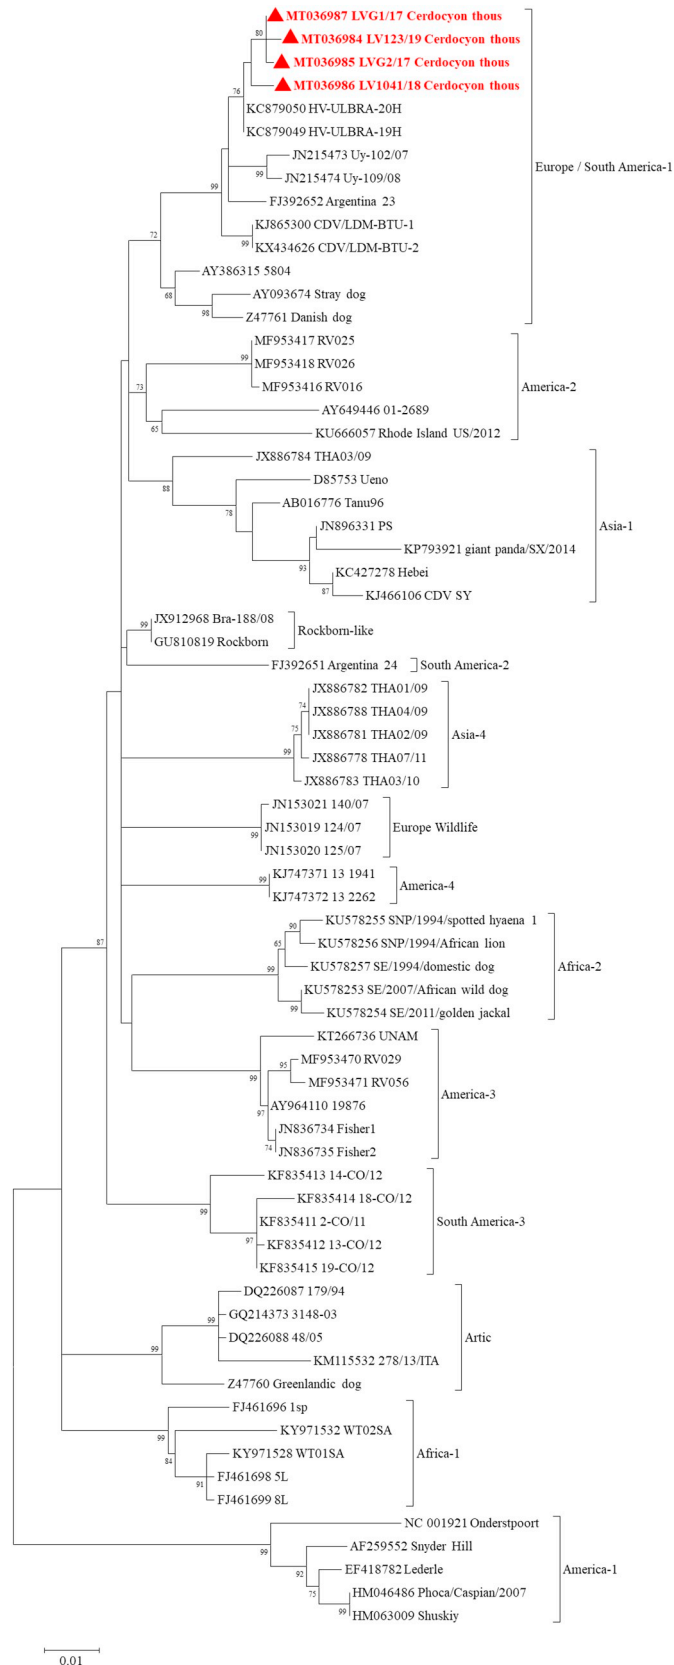 MT036987 LVG1/17 Cerdocyon thous
80
MT036984 LV123/19 Cerdocyon thous
MT036985 LVG2/17 Cerdocyon thous
MT036986 LV1041/18 Cerdocyon thous
76
KC879050 HV-ULBRA-20H
KC879049 HV-ULBRA-19H
JN215473 Uy-102/07
Europe / South America-1
99
JN215474 Uy-109/08
99
FJ392652 Argentina 23
KJ865300 CDV/LDM-BTU-1
99
KX434626 CDV/LDM-BTU-2
72
AY386315 5804
68
AY093674 Stray dog
98
Z47761 Danish dog
MF953417 RV025
99
MF953418 RV026
73
MF953416 RV016
America-2
AY649446 01-2689
65
KU666057 Rhode Island US/2012
JX886784 THA03/09
88
D85753 Ueno
78
AB016776 Tanu96
JN896331 PS
Asia-1
KP793921 giant panda/SX/2014
93
KC427278 Hebei
87
KJ466106 CDV SY
JX912968 Bra-188/08
99
Rockborn-like
GU810819 Rockborn
FJ392651 Argentina 24
South America-2
JX886782 THA01/09
74
JX886788 THA04/09
75
JX886781 THA02/09
Asia-4
99
JX886778 THA07/11
JX886783 THA03/10
JN153021 140/07
JN153019 124/07
Europe Wildlife
99
JN153020 125/07
KJ747371 13 1941
99
America-4
KJ747372 13 2262
KU578255 SNP/1994/spotted hyaena 1
90
KU578256 SNP/1994/African lion
65
87
KU578257 SE/1994/domestic dog
Africa-2
99
KU578253 SE/2007/African wild dog
99
KU578254 SE/2011/golden jackal
KT266736 UNAM
MF953470 RV029
95
99
MF953471 RV056
America-3
97
AY964110 19876
JN836734 Fisher1
74
JN836735 Fisher2
KF835413 14-CO/12
99
KF835414 18-CO/12
KF835411 2-CO/11
South America-3
97
KF835412 13-CO/12
KF835415 19-CO/12
DQ226087 179/94
99
GQ214373 3148-03
DQ226088 48/05
Artic
99
KM115532 278/13/ITA
Z47760 Greenlandic dog
FJ461696 1sp
99
KY971532 WT02SA
84
KY971528 WT01SA
Africa-1
91
FJ461698 5L
FJ461699 8L
NC 001921 Onderstpoort
99
AF259552 Snyder Hill
92
EF418782 Lederle
America-1
75
HM046486 Phoca/Caspian/2007
99
HM063009 Shuskiy
0.01